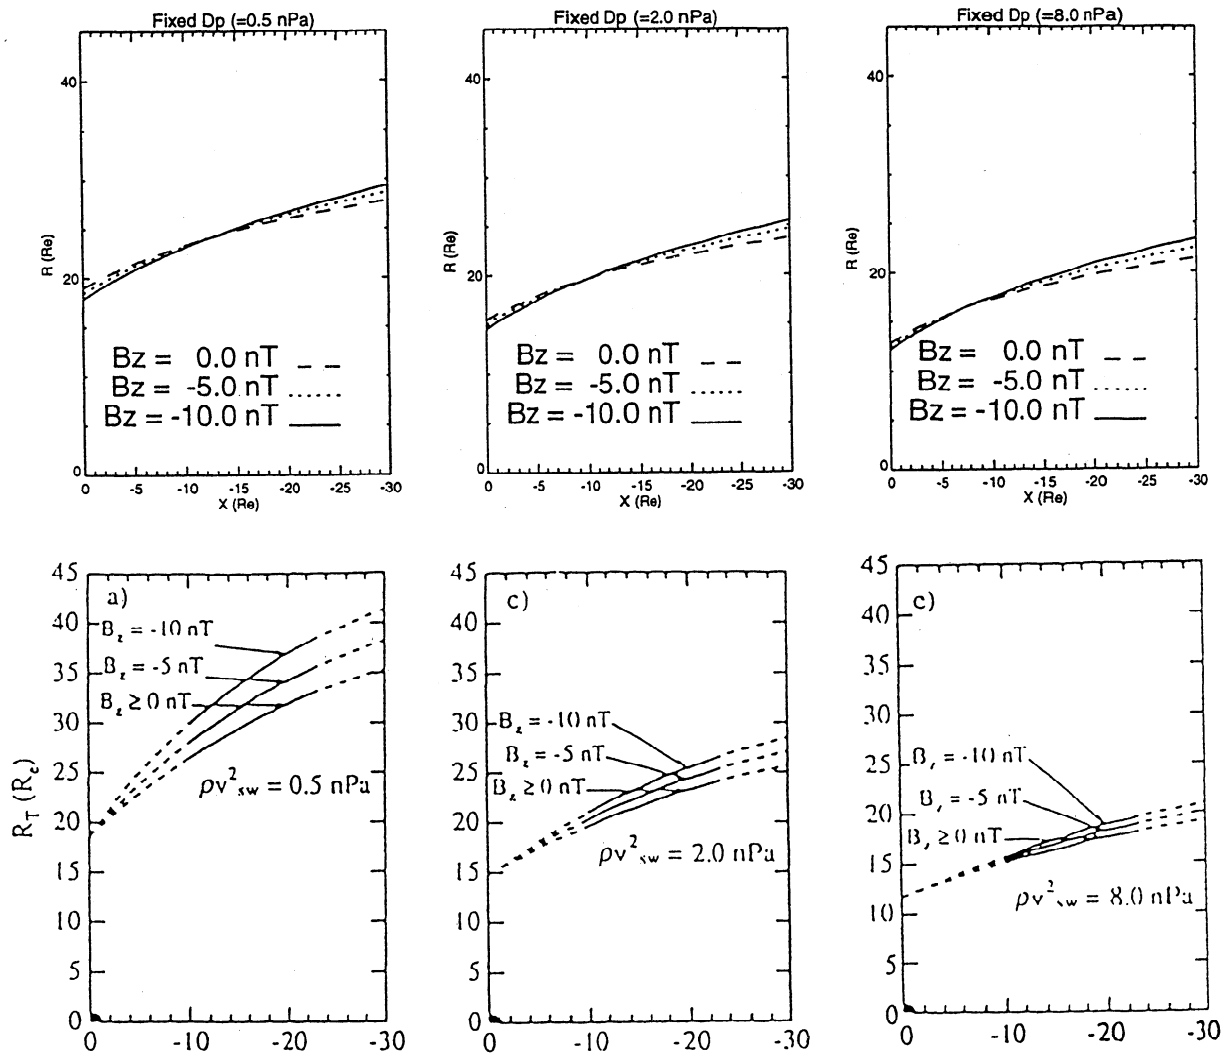 Fixed Dp (=0.5 nPa)
40
20
0
R (Re)
Bz = 0.0 nT
Bz = -5.0 nT
Bz = -10.0 nT
0 -5 -10 -15 -20 -25 -30
X (Re)
Fixed Dp (=2.0 nPa)
40
20
0
R (Re)
Bz = 0.0 nT
Bz = -5.0 nT
Bz = -10.0 nT
0 -5 -10 -15 -20 -25 -30
X (Re)
Fixed Dp (=8.0 nPa)
40
20
0
R (Re)
Bz = 0.0 nT
Bz = -5.0 nT
Bz = -10.0 nT
0 -5 -10 -15 -20 -25 -30
X (Re)
45
40
35
30
25
20
15
10
5
0
R_T (R_e)
a)
B_z = -10 nT
B_z = -5 nT
B_z ≥ 0 nT
ρv²_sw = 0.5 nPa
0 -10 -20 -30
45
40
35
30
25
20
15
10
5
0
c)
B_z = -10 nT
B_z = -5 nT
B_z ≥ 0 nT
ρv²_sw = 2.0 nPa
0 -10 -20 -30
45
40
35
30
25
20
15
10
5
0
c)
B_z = -10 nT
B_z = -5 nT
B_z ≥ 0 nT
ρv²_sw = 8.0 nPa
0 -10 -20 -30